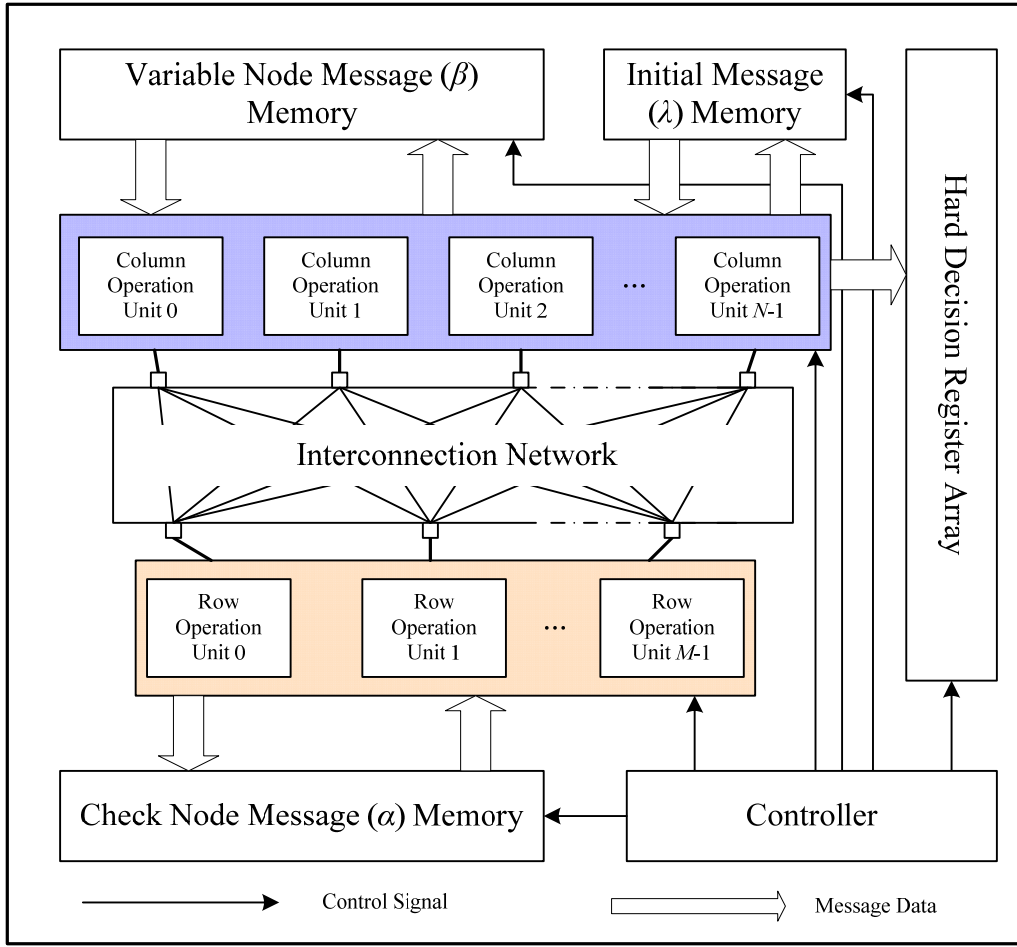 Variable Node Message (β)
Memory
Initial Message
(λ) Memory
Hard Decision Register Array
Column
Operation
Unit 0
Column
Operation
Unit 1
Column
Operation
Unit 2
...
Column
Operation
Unit N-1
Interconnection Network
Row
Operation
Unit 0
Row
Operation
Unit 1
...
Row
Operation
Unit M-1
Check Node Message (α) Memory
Controller
Control Signal
Message Data